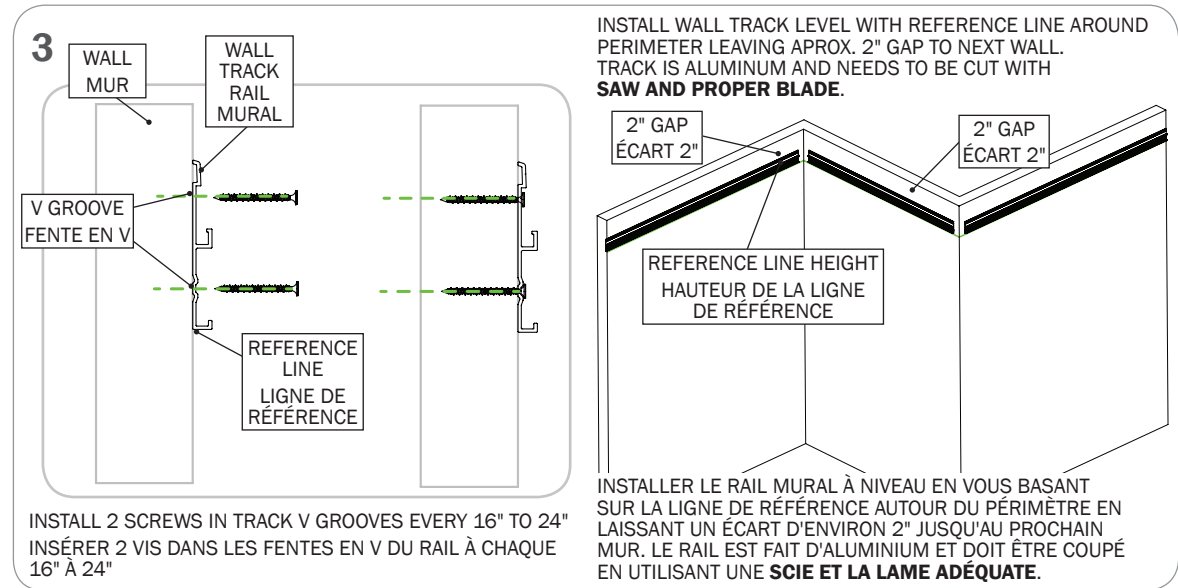 3
WALL
MUR
WALL
TRACK
RAIL
MURAL
V GROOVE
FENTE EN V
REFERENCE
LINE
LIGNE DE
RÉFÉRENCE
INSTALL 2 SCREWS IN TRACK V GROOVES EVERY 16" TO 24"
INSÉRER 2 VIS DANS LES FENTES EN V DU RAIL À CHAQUE
16" À 24"
INSTALL WALL TRACK LEVEL WITH REFERENCE LINE AROUND
PERIMETER LEAVING APROX. 2" GAP TO NEXT WALL.
TRACK IS ALUMINUM AND NEEDS TO BE CUT WITH
SAW AND PROPER BLADE.
2" GAP
ÉCART 2"
2" GAP
ÉCART 2"
REFERENCE LINE HEIGHT
HAUTEUR DE LA LIGNE
DE RÉFÉRENCE
INSTALLER LE RAIL MURAL À NIVEAU EN VOUS BASANT
SUR LA LIGNE DE RÉFÉRENCE AUTOUR DU PÉRIMÈTRE EN
LAISSANT UN ÉCART D'ENVIRON 2" JUSQU'AU PROCHAIN
MUR. LE RAIL EST FAIT D'ALUMINIUM ET DOIT ÊTRE COUPÉ
EN UTILISANT UNE SCIE ET LA LAME ADÉQUATE.